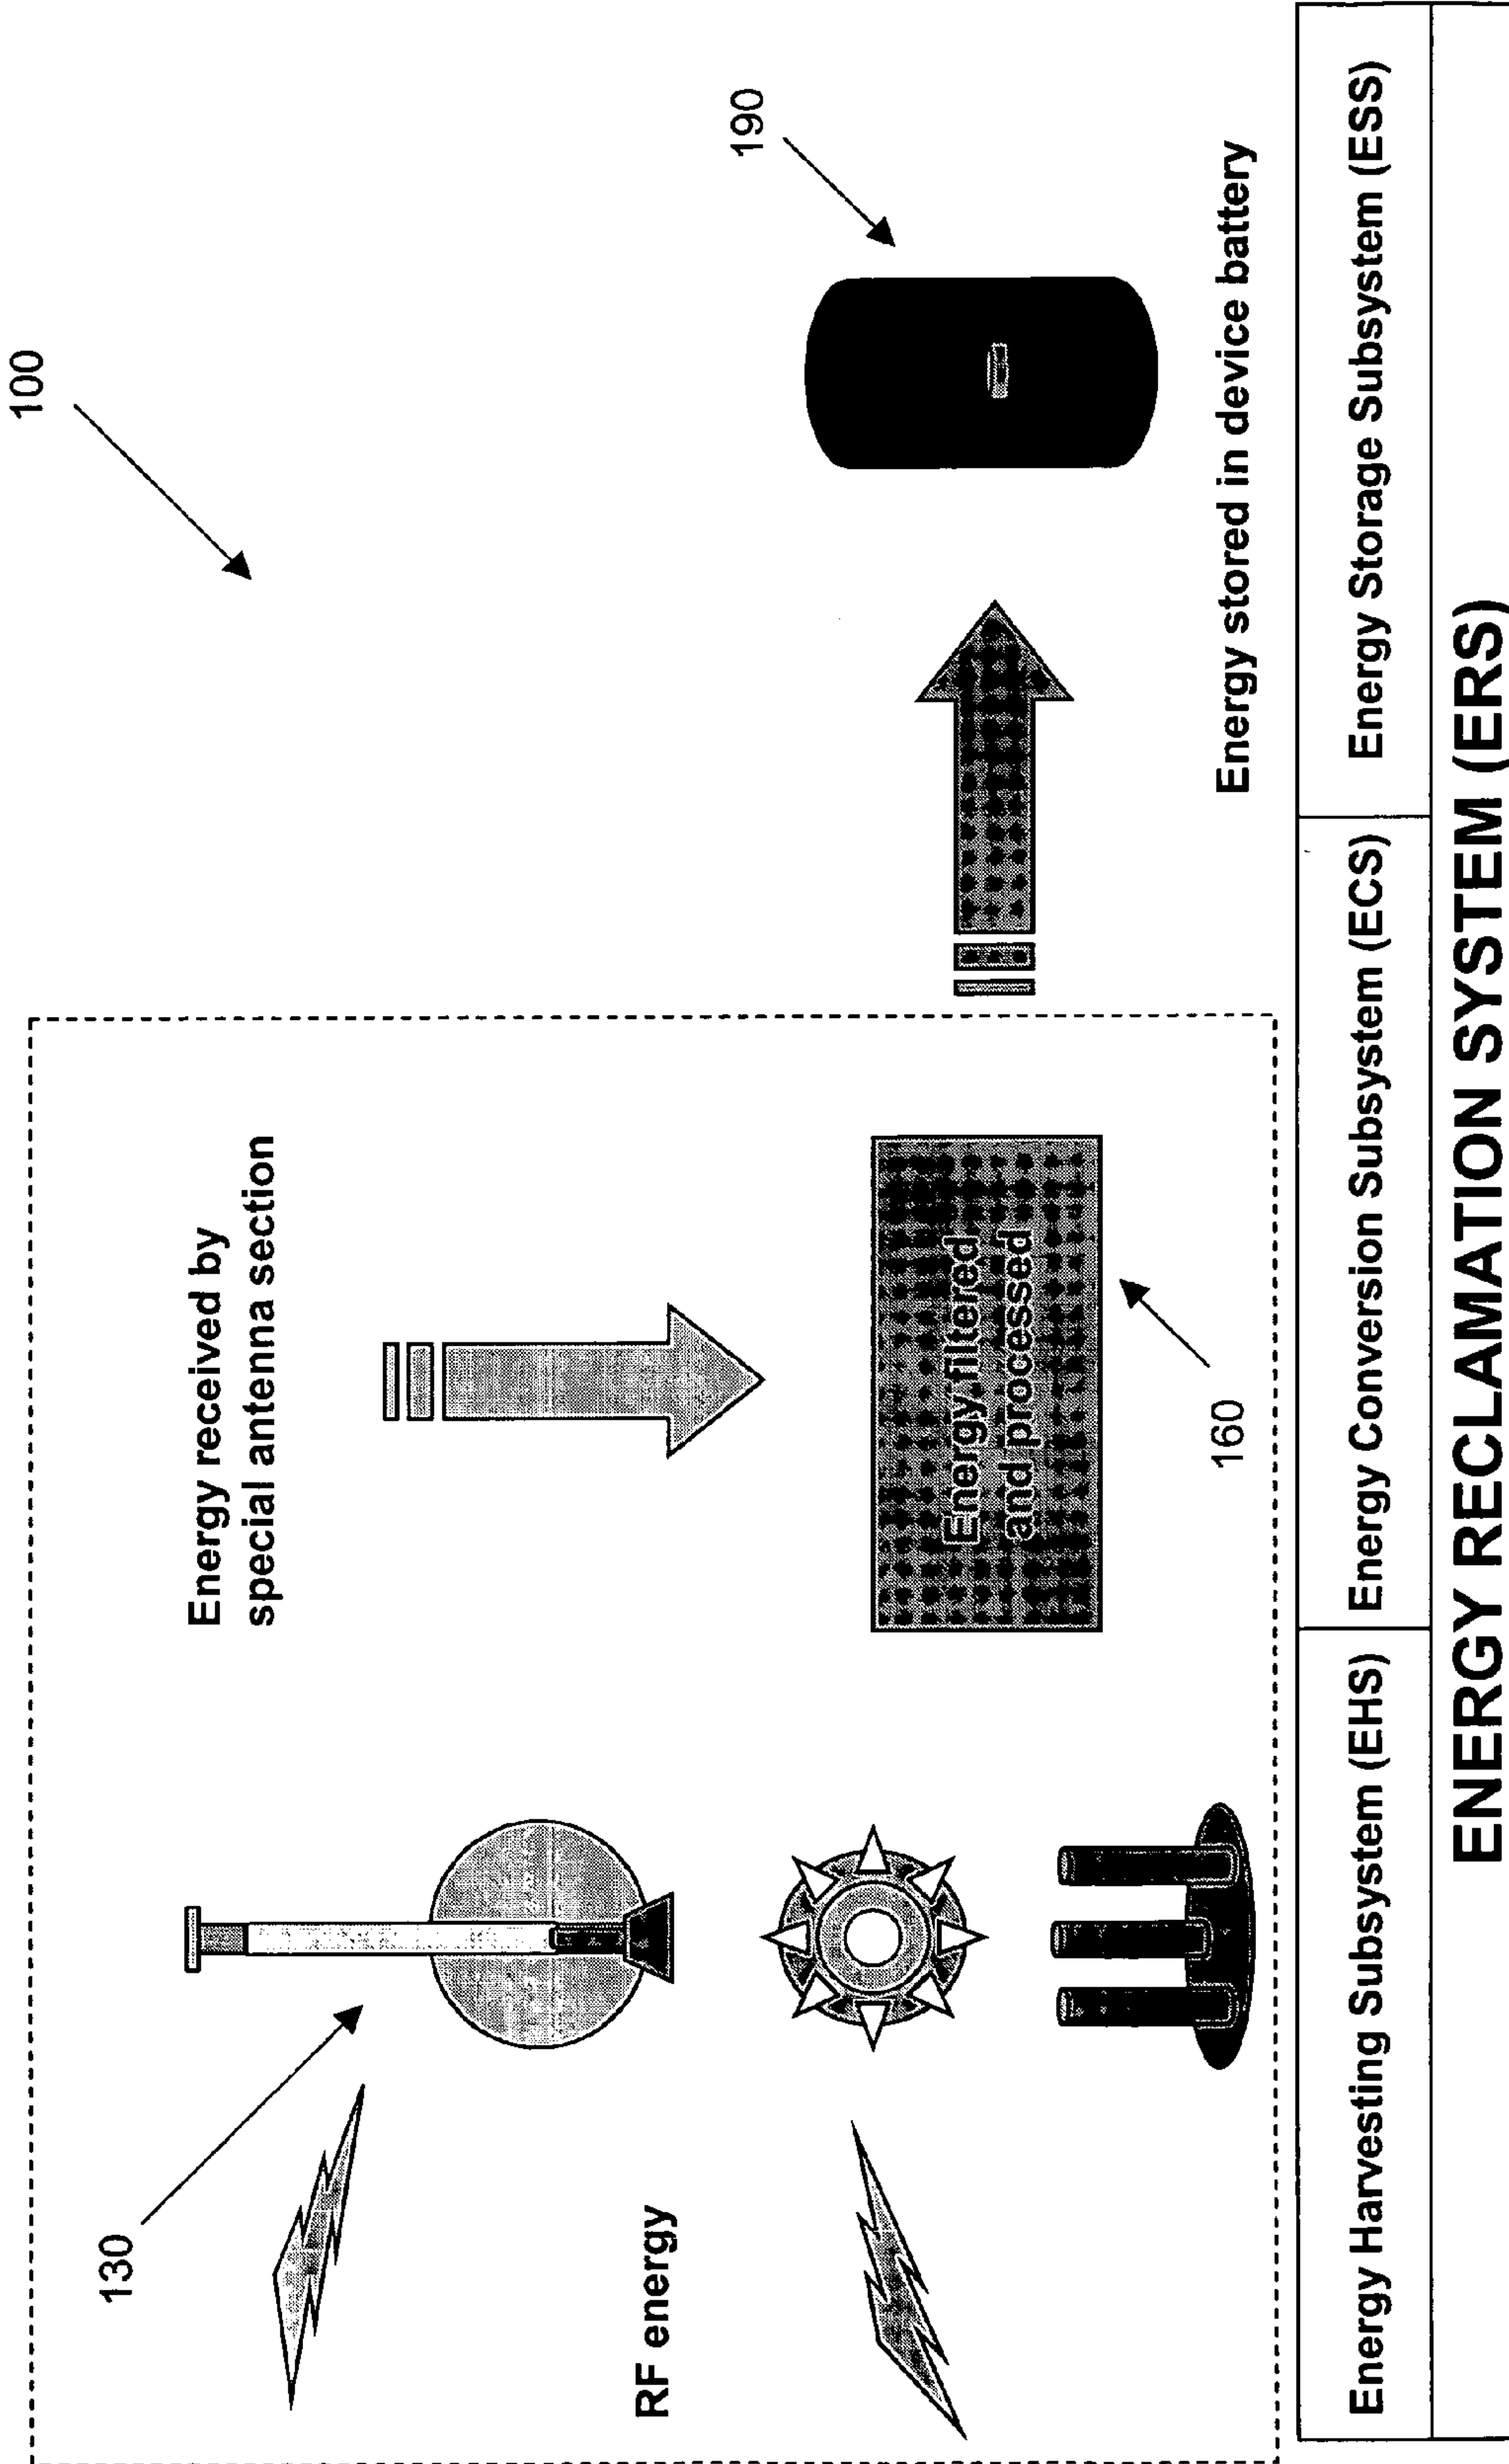 100
130
190
Energy received by
special antenna section
RF energy
Energy filtered
and processed
160
Energy stored in device battery
Energy Harvesting Subsystem (EHS)
Energy Conversion Subsystem (ECS)
Energy Storage Subsystem (ESS)
ENERGY RECLAMATION SYSTEM (ERS)